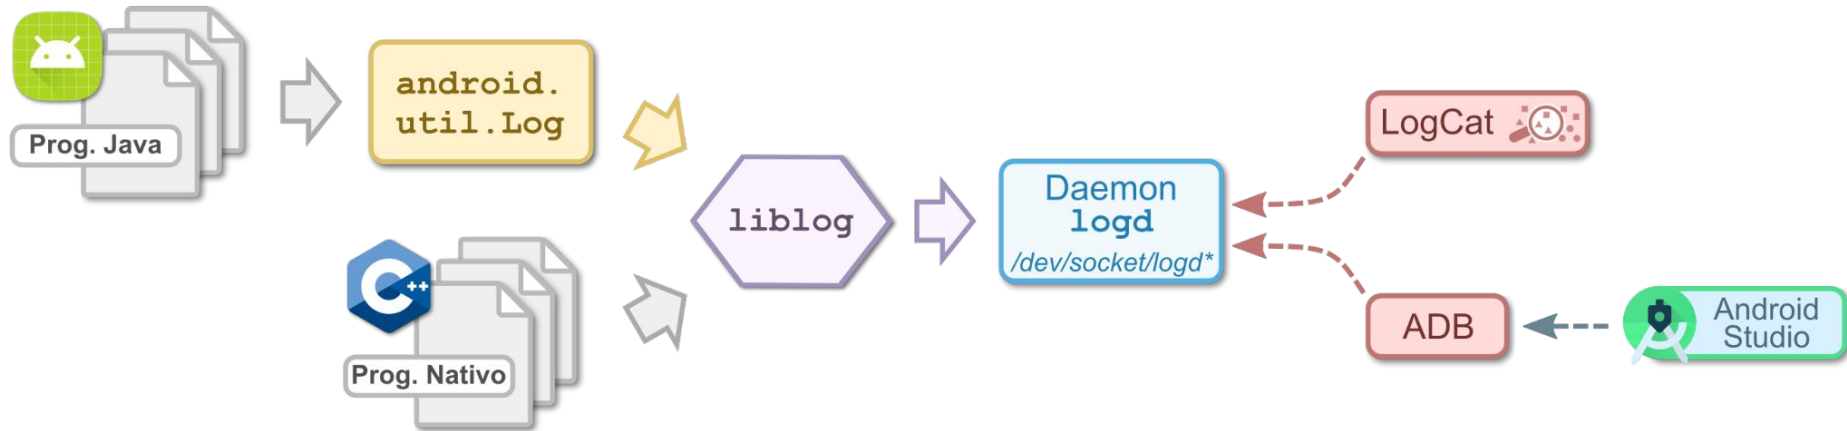 Prog. Java
android.
util.Log
C++
Prog. Nativo
liblog
Daemon
logd
/dev/socket/logd*
LogCat
ADB
Android
Studio